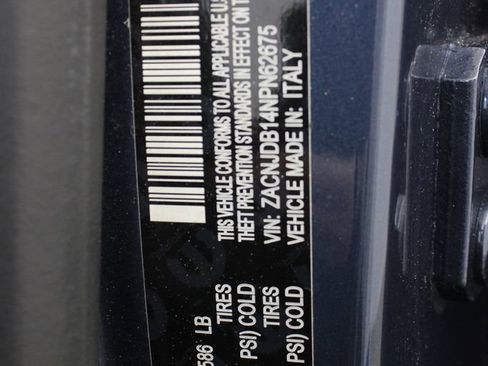 THIS VEHICLE CONFORMS TO ALL APPLICABLE U.S
THEFT PREVENTION STANDARDS IN EFFECT ON T
VIN: ZACNJDB14NPN62675
VEHICLE MADE IN: ITALY
586 LB
TIRES
PSI) COLD
TIRES
PSI) COLD